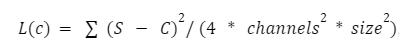 L(c) = ∑ (S − C)²/ (4 * channels² * size²)